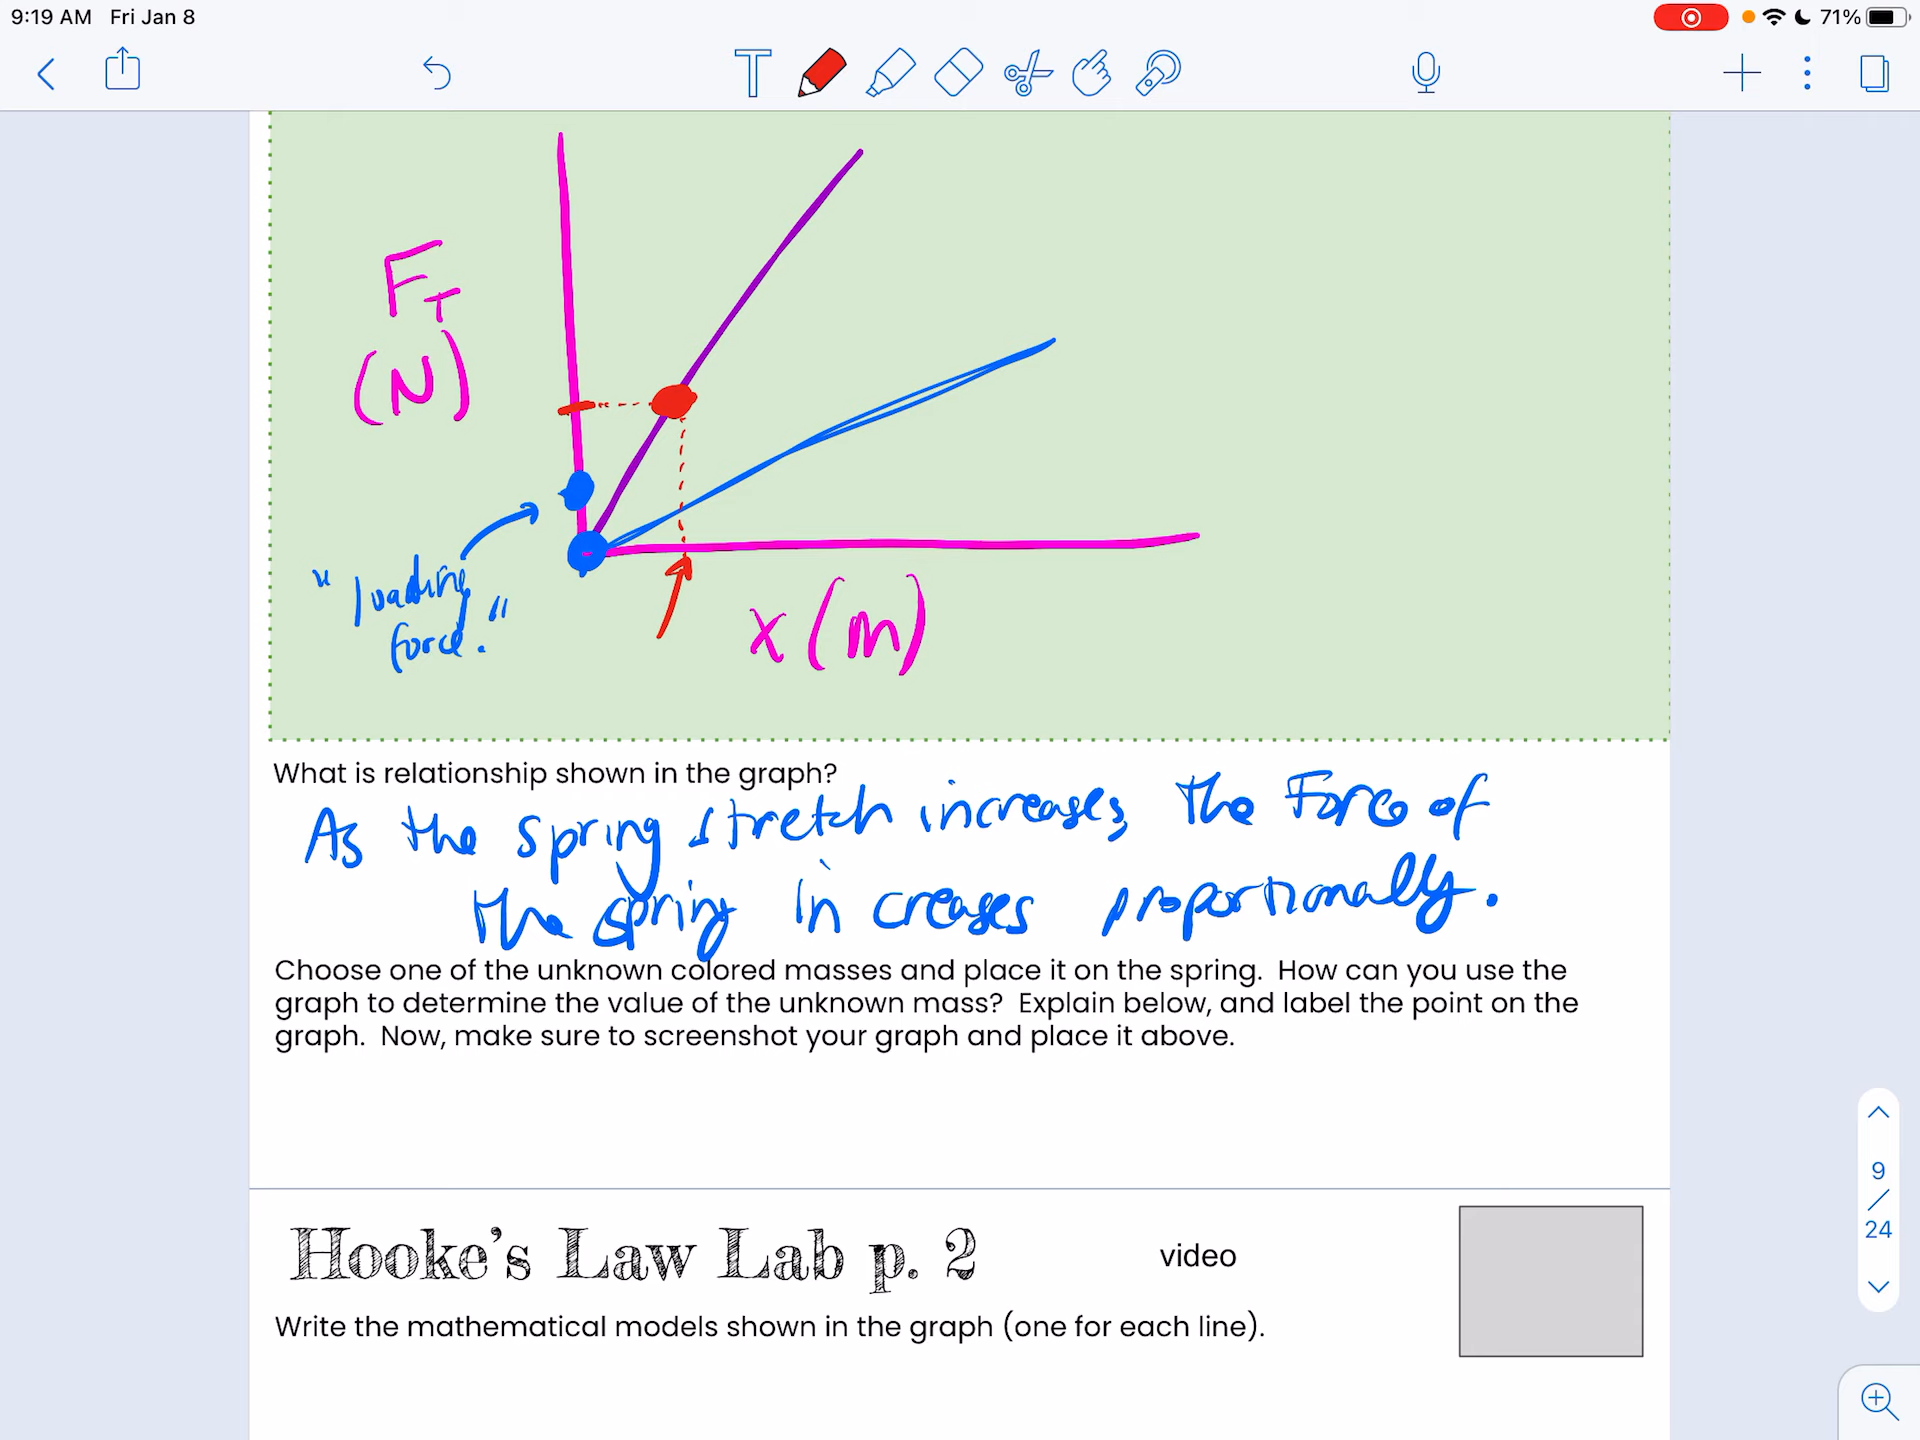 9:19 AM Fri Jan 8
71%
T
F_T
(N)
"loading
force."
x (m)
What is relationship shown in the graph?
As the spring stretch increases, the Force of
the spring increases proportionally.
Choose one of the unknown colored masses and place it on the spring. How can you use the
graph to determine the value of the unknown mass? Explain below, and label the point on the
graph. Now, make sure to screenshot your graph and place it above.
9
/
24
Hooke's Law Lab p. 2
video
Write the mathematical models shown in the graph (one for each line).